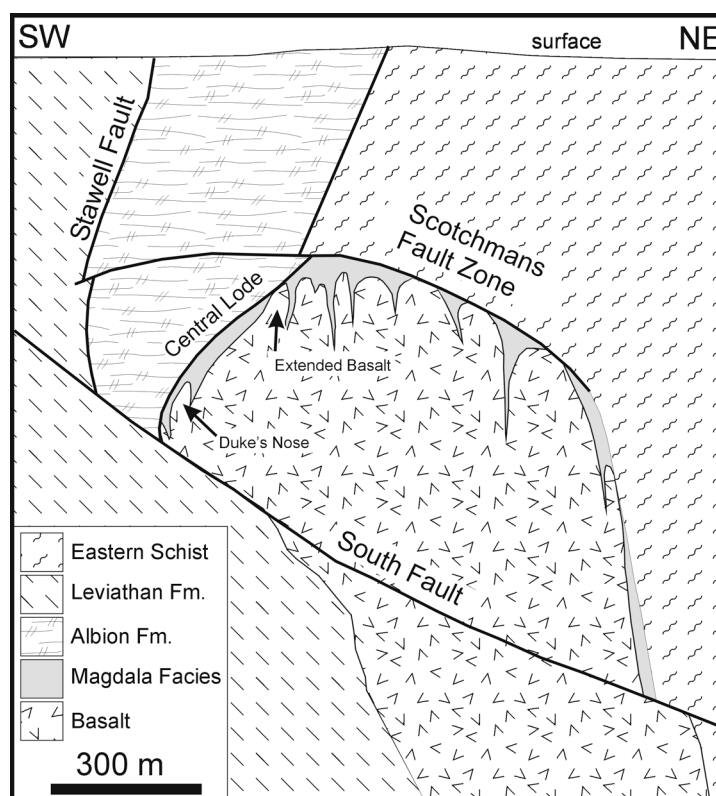 SW
surface
NE
Stawell Fault
Scotchmans
Fault Zone
Central Lode
Extended Basalt
Duke's Nose
South Fault
Eastern Schist
Leviathan Fm.
Albion Fm.
Magdala Facies
Basalt
300 m